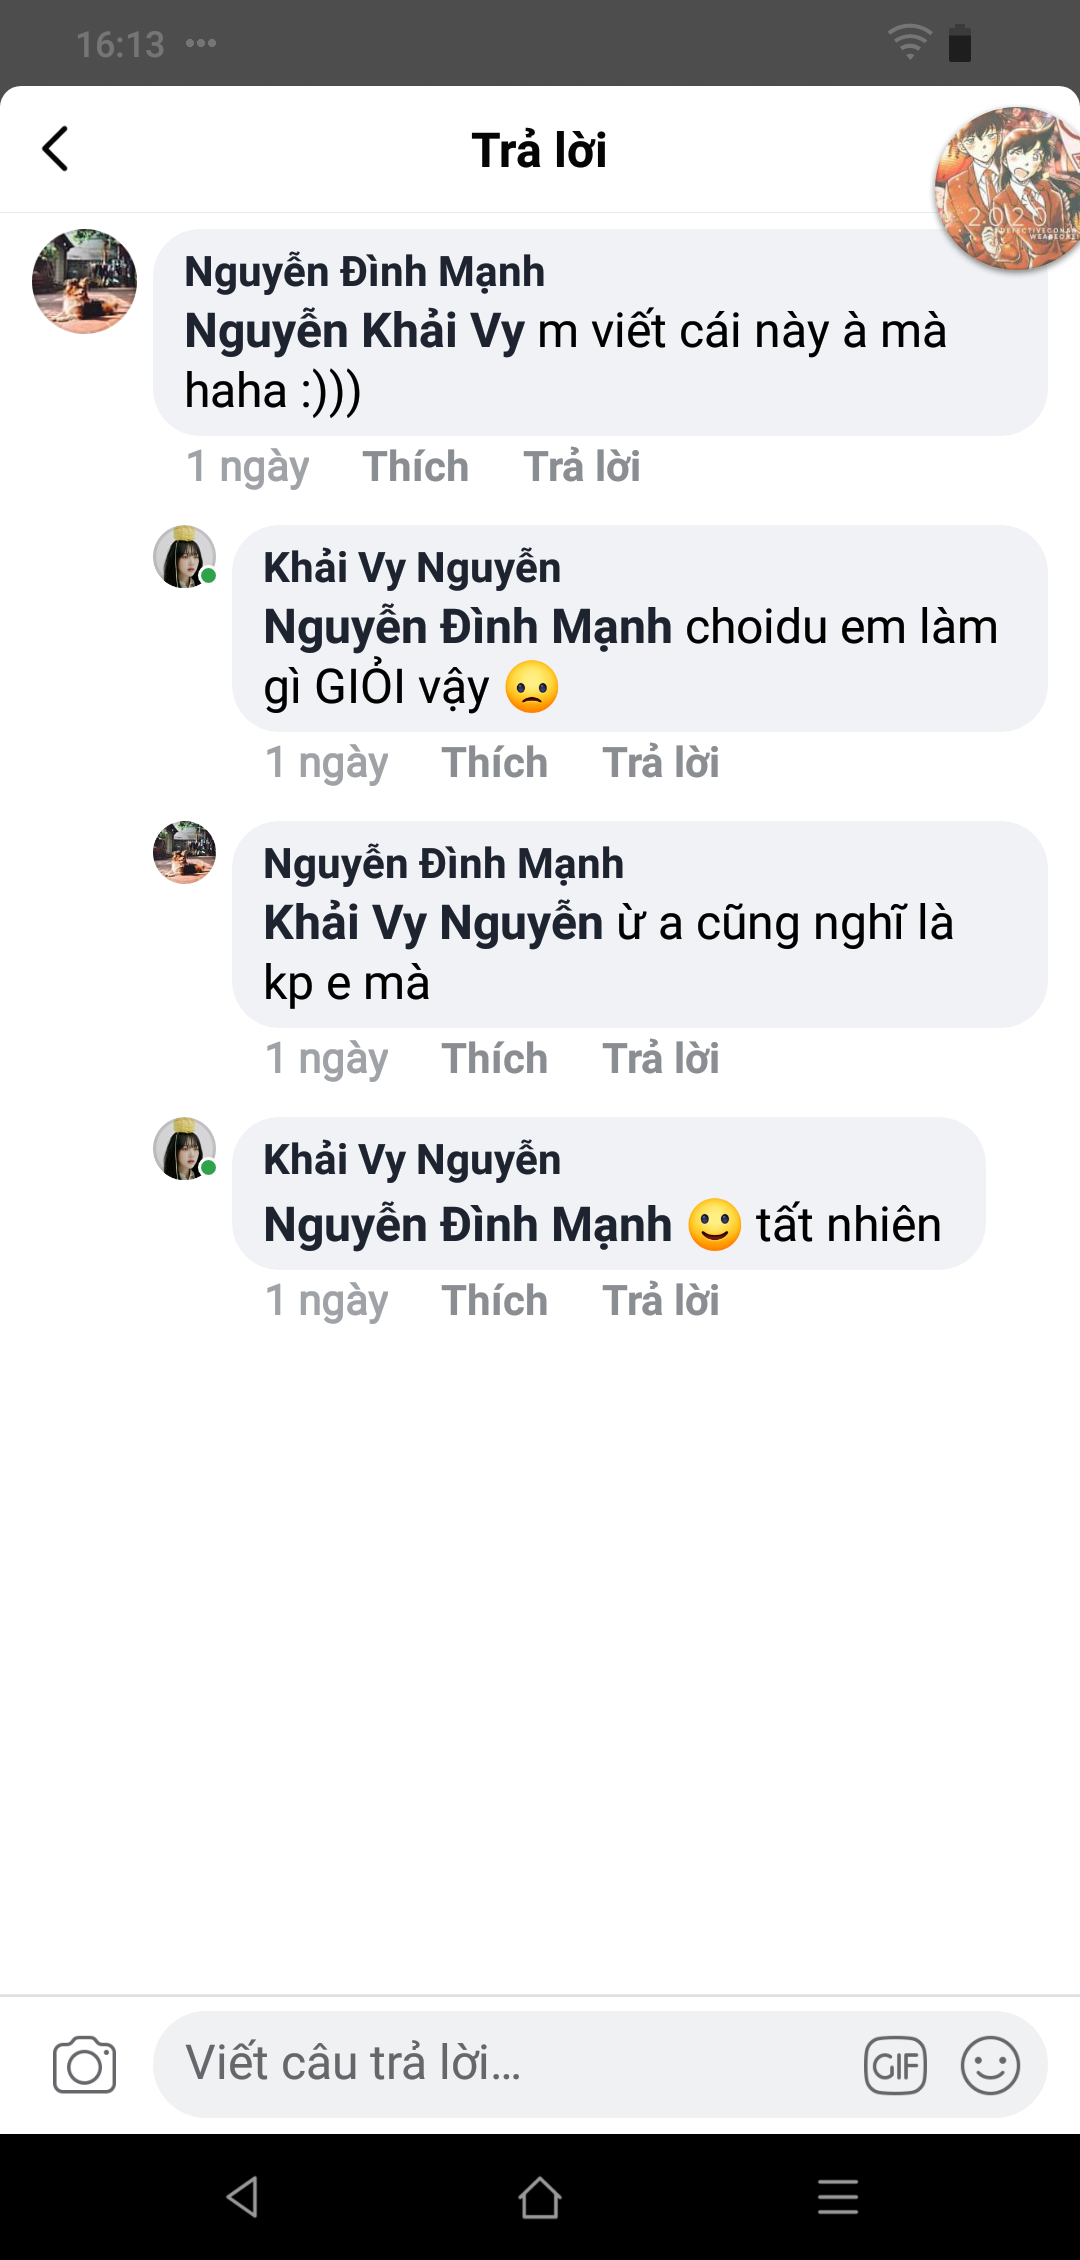 16:13
Trả lời
2020
Nguyễn Đình Mạnh
Nguyễn Khải Vy m viết cái này à mà
haha :)))
1 ngày Thích Trả lời
Khải Vy Nguyễn
Nguyễn Đình Mạnh choidu em làm
gì GIỎI vậy 🙁
1 ngày Thích Trả lời
Nguyễn Đình Mạnh
Khải Vy Nguyễn ừ a cũng nghĩ là
kp e mà
1 ngày Thích Trả lời
Khải Vy Nguyễn
Nguyễn Đình Mạnh 🙂 tất nhiên
1 ngày Thích Trả lời
Viết câu trả lời...
GIF